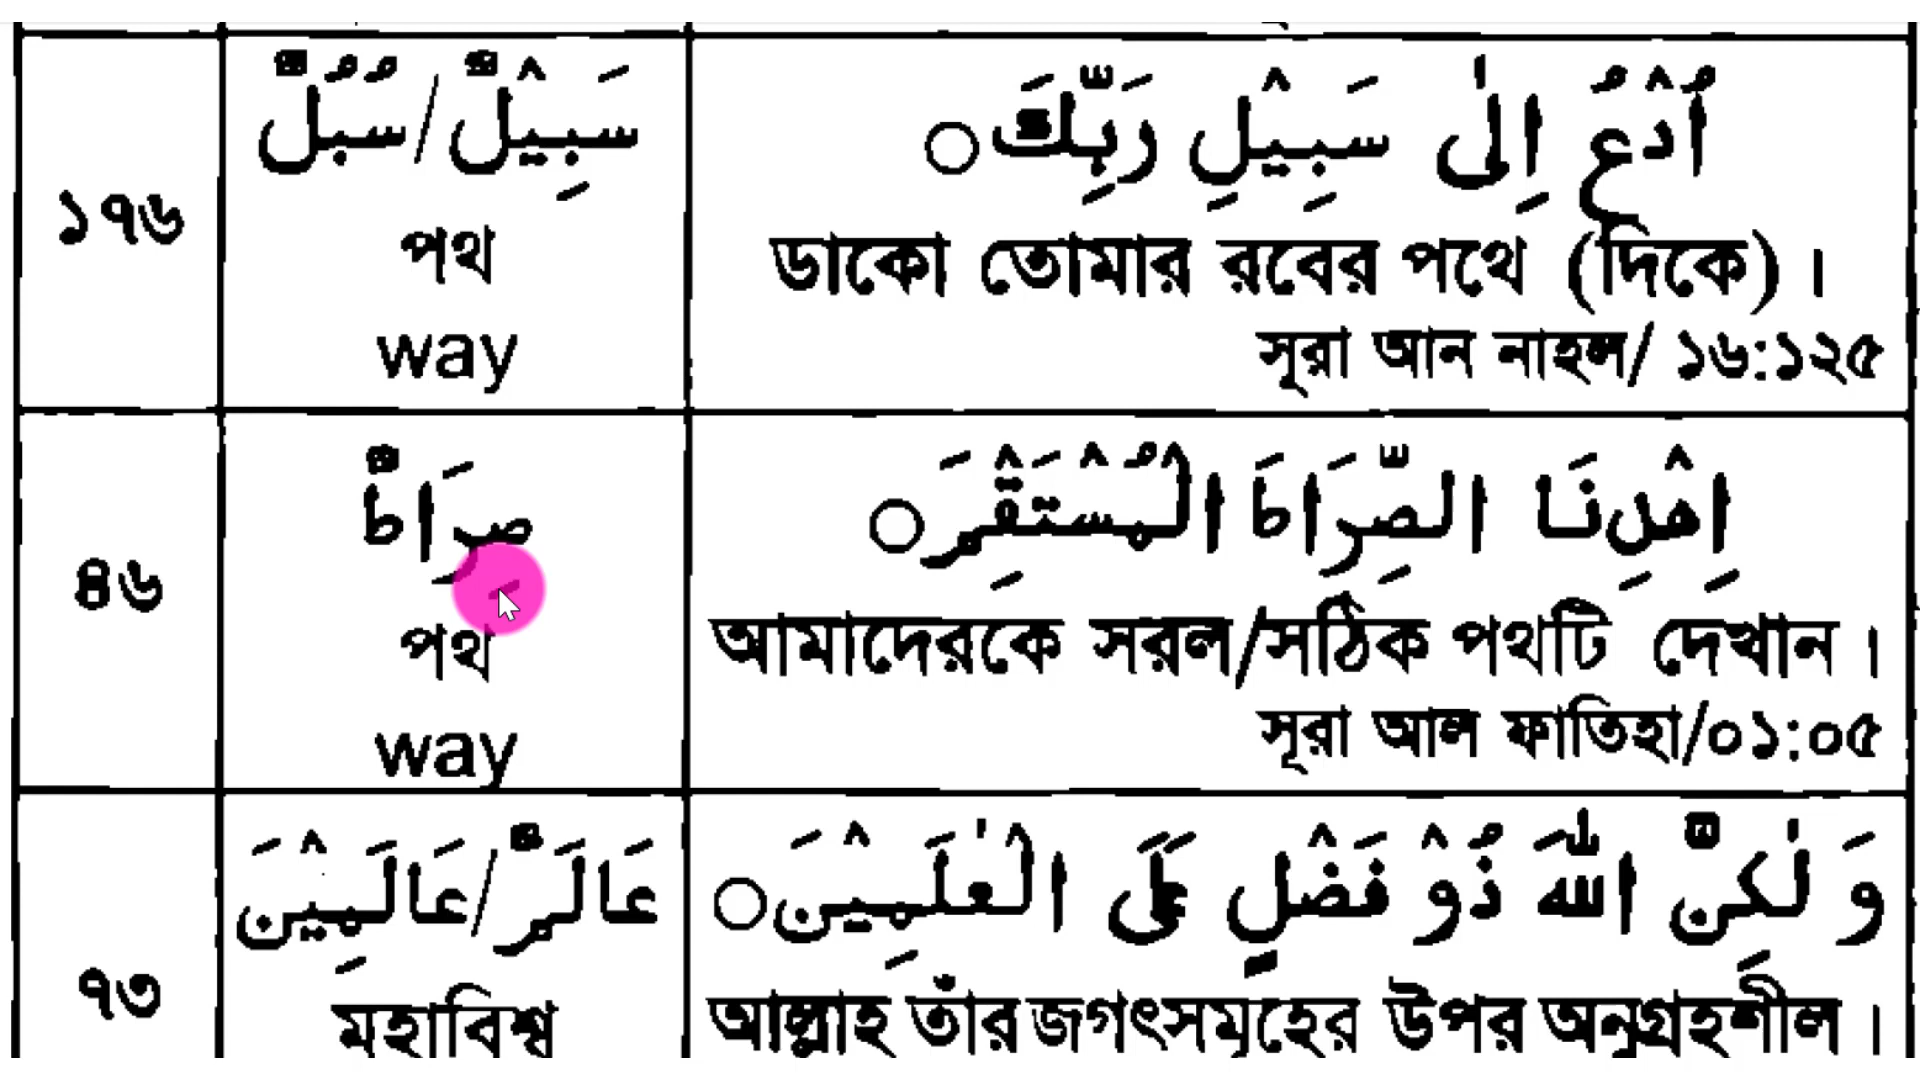 ১৭৬
سَبِيْلٌ/سُبُلٌ
পথ
way
اُدْعُ اِلٰى سَبِيْلِ رَبِّكَ○
ডাকো তোমার রবের পথে (দিকে)।
সূরা আন নাহল/ ১৬:১২৫
৪৬
صِرَاطٌ
পথ
way
اِهْدِنَا الصِّرَاطَ الْمُسْتَقِيْمَ○
আমাদেরকে সরল/সঠিক পথটি দেখান।
সূরা আল ফাতিহা/০১:০৫
৭৩
عَالَمٌ/عَالَمِيْنَ
মহাবিশ্ব
وَ لٰكِنَّ اللّٰهَ ذُوْ فَضْلٍ عَلَى الْعٰلَمِيْنَ○
আল্লাহ তাঁর জগৎসমূহের উপর অনুগ্রহশীল।